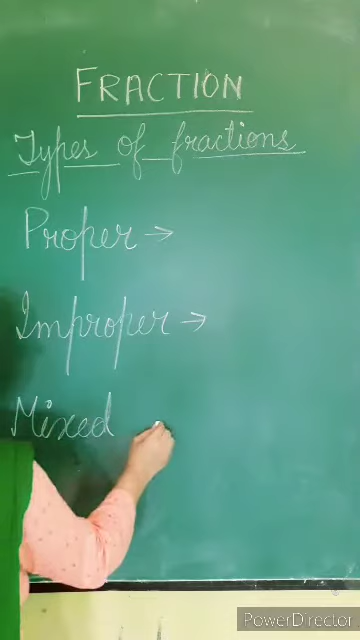 FRACTION
Types of fractions
Proper →
Improper →
Mixed
PowerDirector